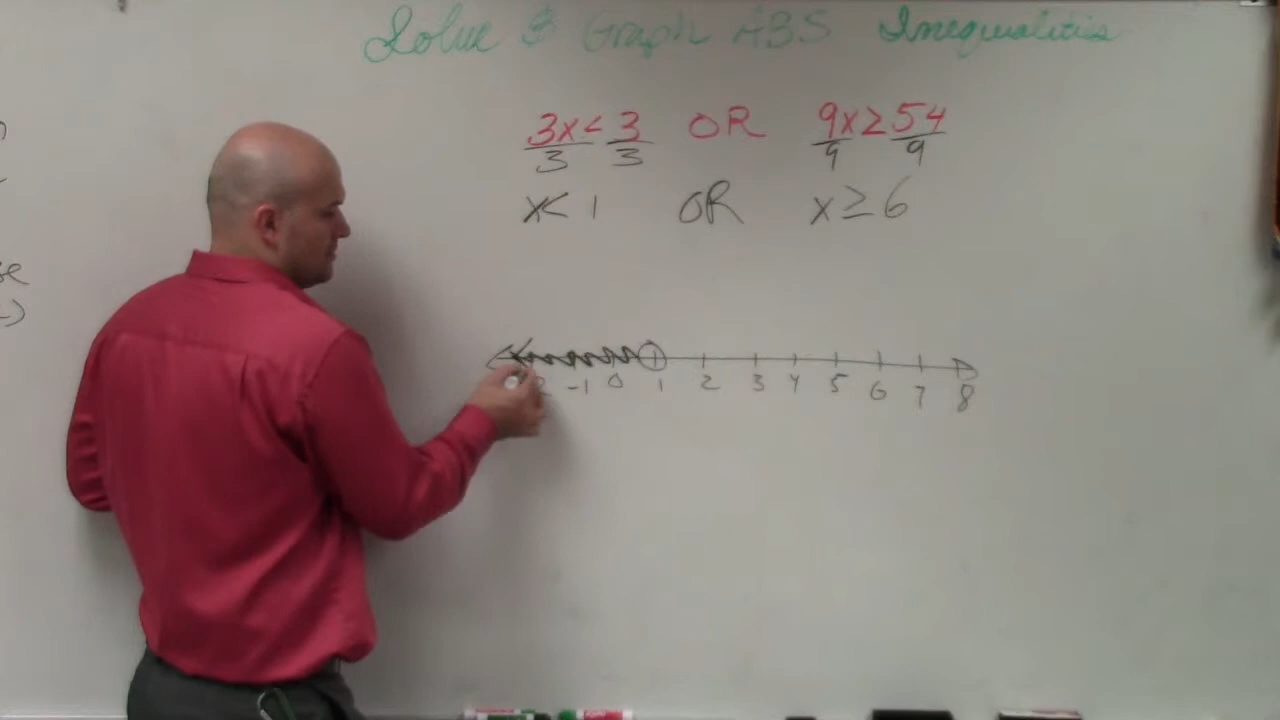 Solve & Graph ABS Inequalities
3x < 3 OR 9x ≥ 54
3 3 9 9
x < 1 OR x ≥ 6
-1 0 1 2 3 4 5 6 7 8